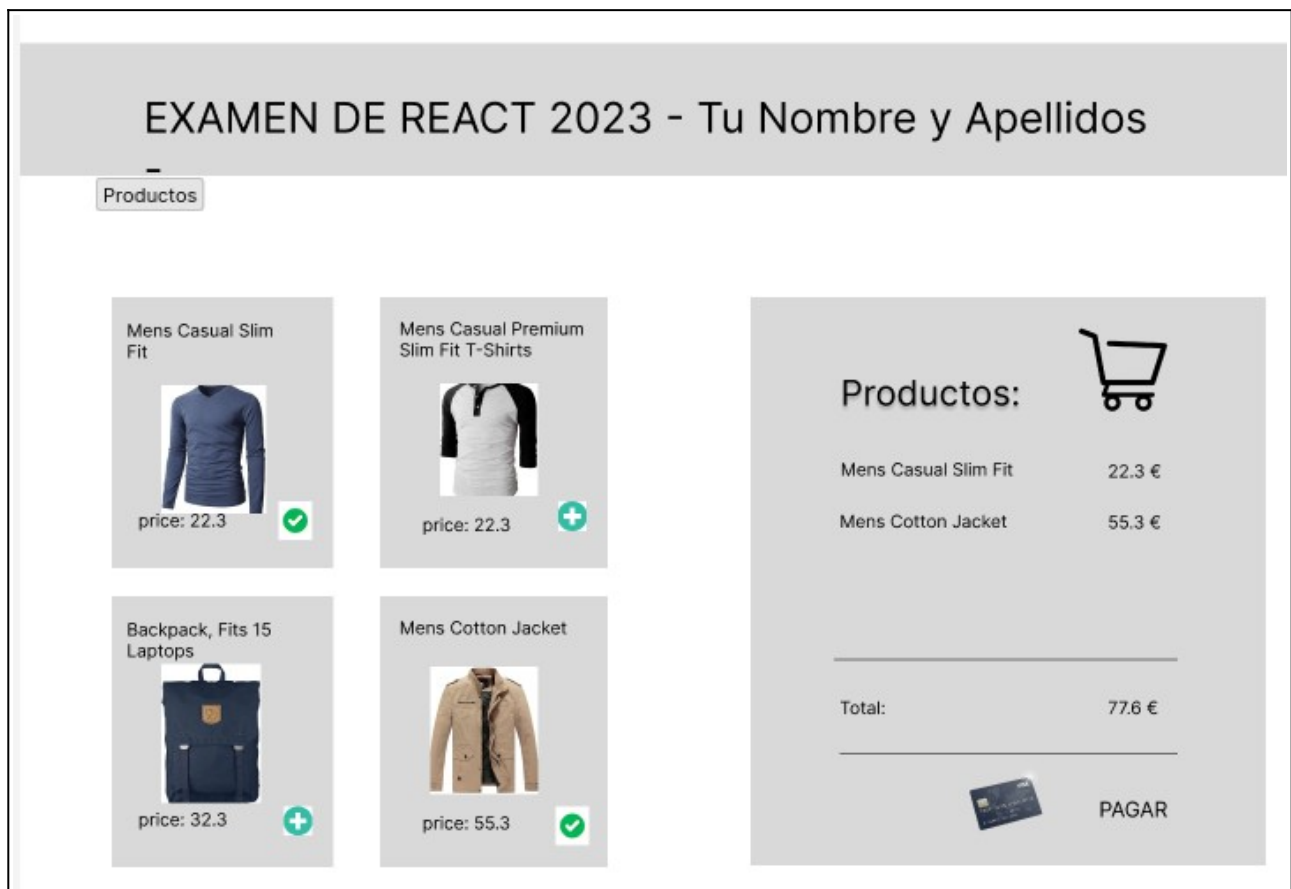 EXAMEN DE REACT 2023 - Tu Nombre y Apellidos
-
Productos
Mens Casual Slim
Fit
price: 22.3
Mens Casual Premium
Slim Fit T-Shirts
price: 22.3
Backpack, Fits 15
Laptops
price: 32.3
Mens Cotton Jacket
price: 55.3
Productos:
Mens Casual Slim Fit 22.3 €
Mens Cotton Jacket 55.3 €
Total: 77.6 €
PAGAR